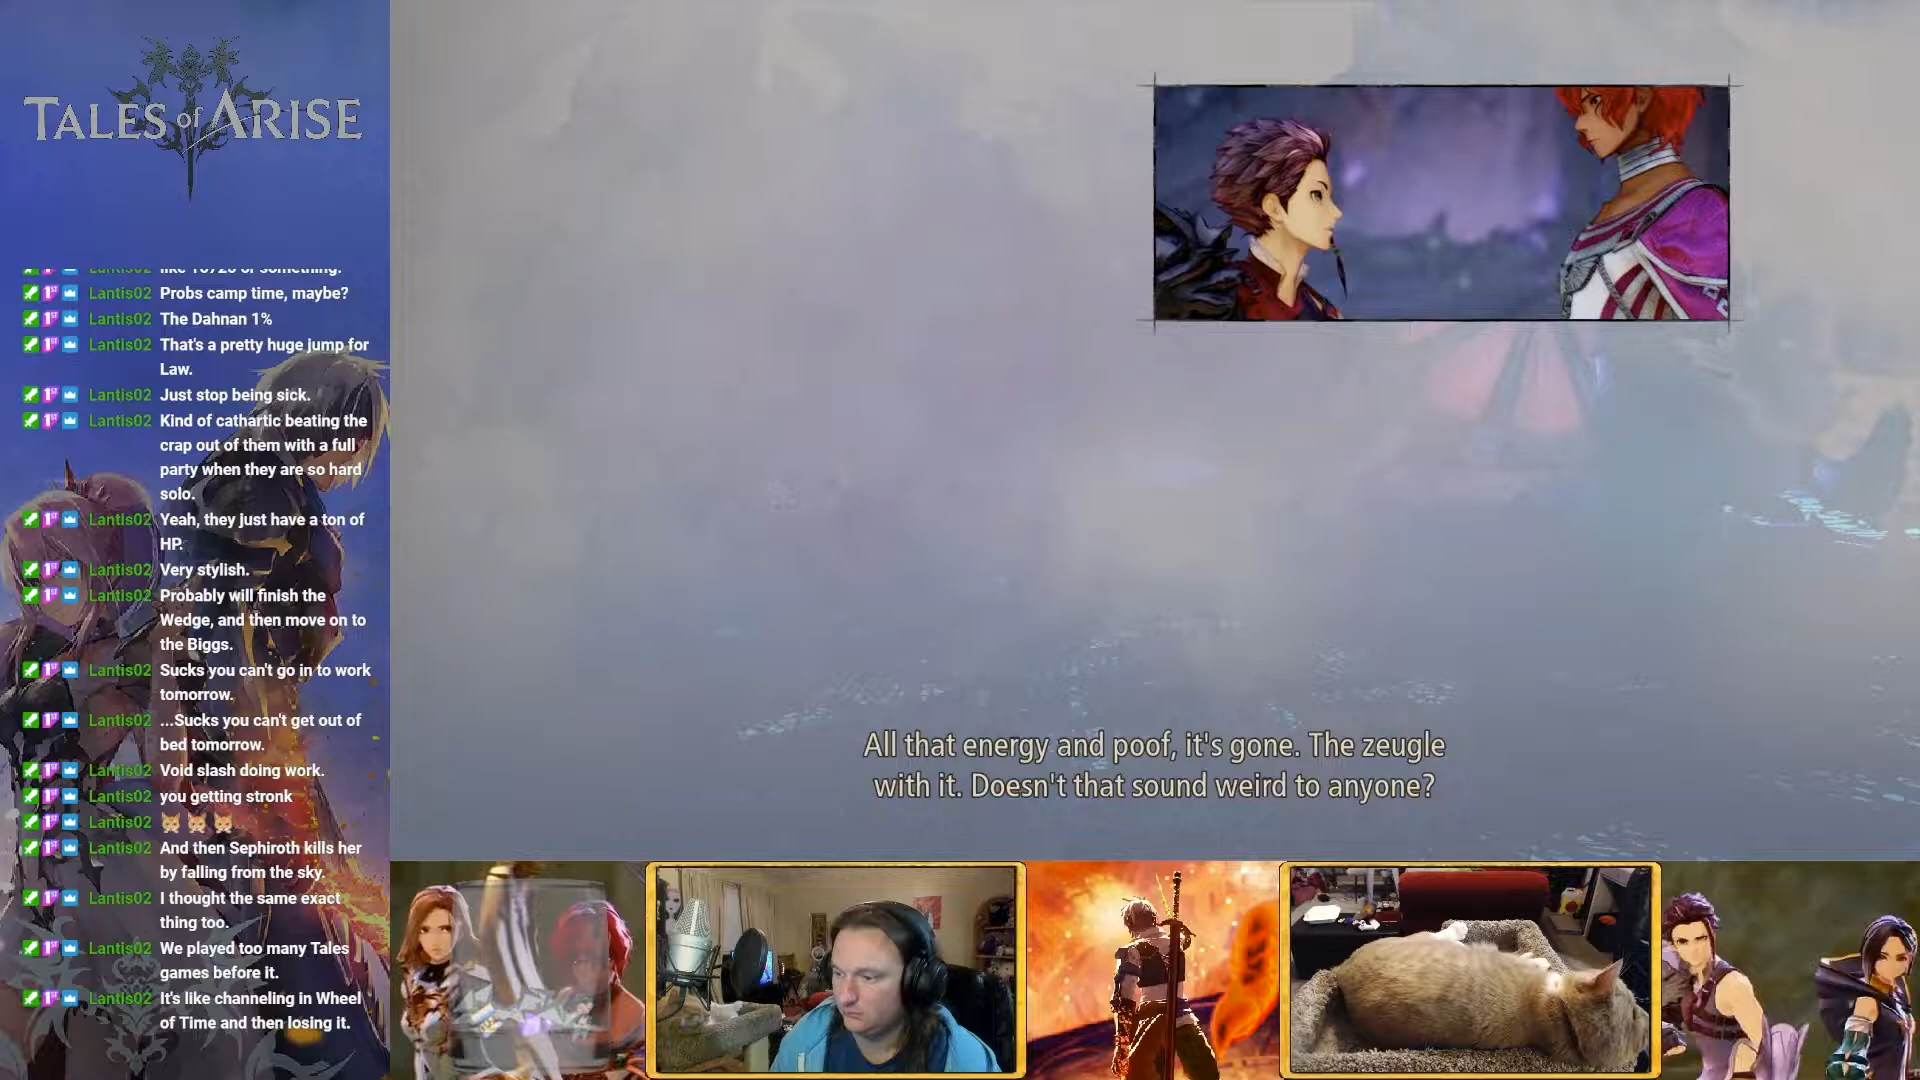 TALES of ARISE
Lantis02 like 10725 or something.
Lantis02 Probs camp time, maybe?
Lantis02 The Dahnan 1%
Lantis02 That's a pretty huge jump for
Law.
Lantis02 Just stop being sick.
Lantis02 Kind of cathartic beating the
crap out of them with a full
party when they are so hard
solo.
Lantis02 Yeah, they just have a ton of
HP.
Lantis02 Very stylish.
Lantis02 Probably will finish the
Wedge, and then move on to
the Biggs.
Lantis02 Sucks you can't go in to work
tomorrow.
Lantis02 ...Sucks you can't get out of
bed tomorrow.
Lantis02 Void slash doing work.
Lantis02 you getting stronk
Lantis02
Lantis02 And then Sephiroth kills her
by falling from the sky.
Lantis02 I thought the same exact
thing too.
Lantis02 We played too many Tales
games before it.
Lantis02 It's like channeling in Wheel
of Time and then losing it.
All that energy and poof, it's gone. The zeugle
with it. Doesn't that sound weird to anyone?